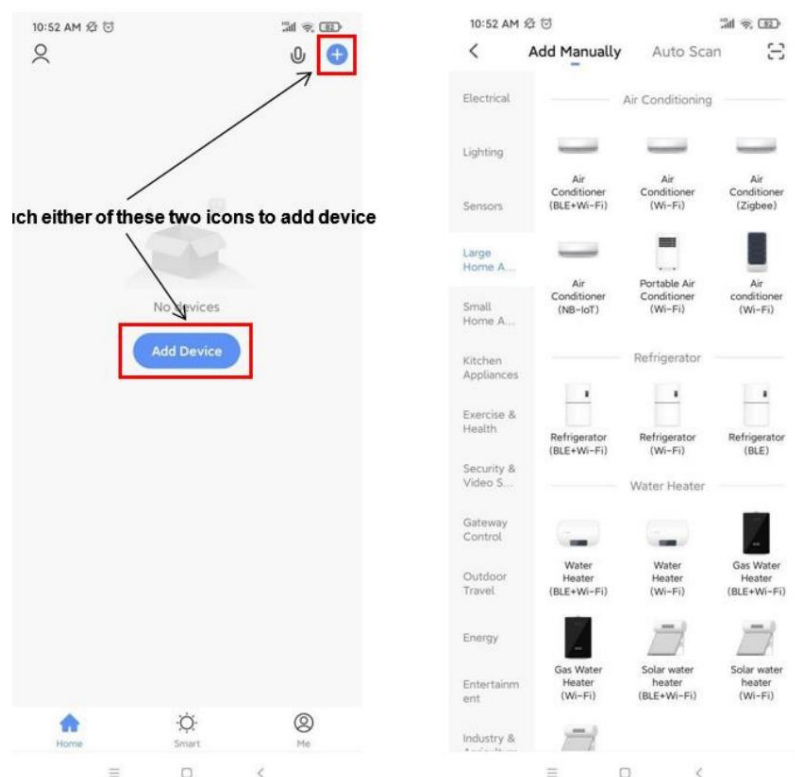 10:52 AM
82
uch either of these two icons to add device
No devices
Add Device
Home
Smart
Me
10:52 AM
82
Add Manually
Auto Scan
Electrical
Lighting
Sensors
Large
Home A...
Small
Home A...
Kitchen
Appliances
Exercise &
Health
Security &
Video S...
Gateway
Control
Outdoor
Travel
Energy
Entertainm
ent
Industry &
Air Conditioning
Air
Conditioner
(BLE+Wi-Fi)
Air
Conditioner
(Wi-Fi)
Air
Conditioner
(Zigbee)
Air
Conditioner
(NB-IoT)
Portable Air
Conditioner
(Wi-Fi)
Air
conditioner
(Wi-Fi)
Refrigerator
Refrigerator
(BLE+Wi-Fi)
Refrigerator
(Wi-Fi)
Refrigerator
(BLE)
Water Heater
Water
Heater
(BLE+Wi-Fi)
Water
Heater
(Wi-Fi)
Gas Water
Heater
(BLE+Wi-Fi)
Gas Water
Heater
(Wi-Fi)
Solar water
heater
(BLE+Wi-Fi)
Solar water
heater
(Wi-Fi)